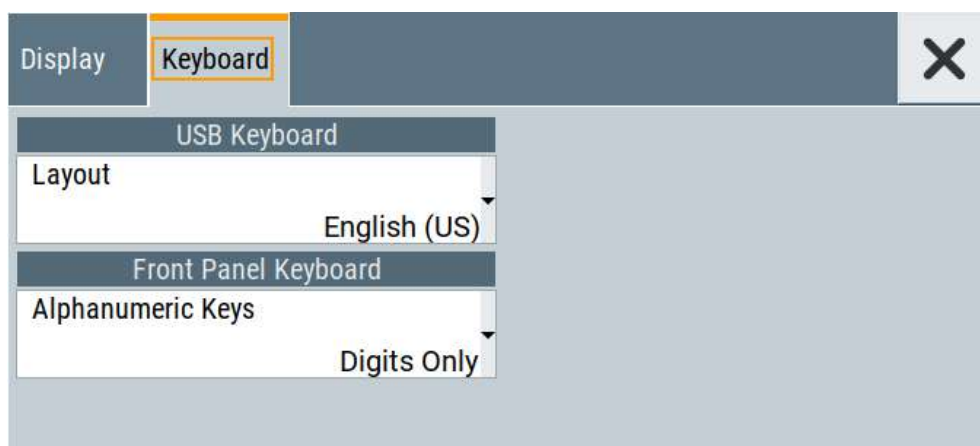 Display Keyboard
USB Keyboard
Layout
English (US)
Front Panel Keyboard
Alphanumeric Keys
Digits Only